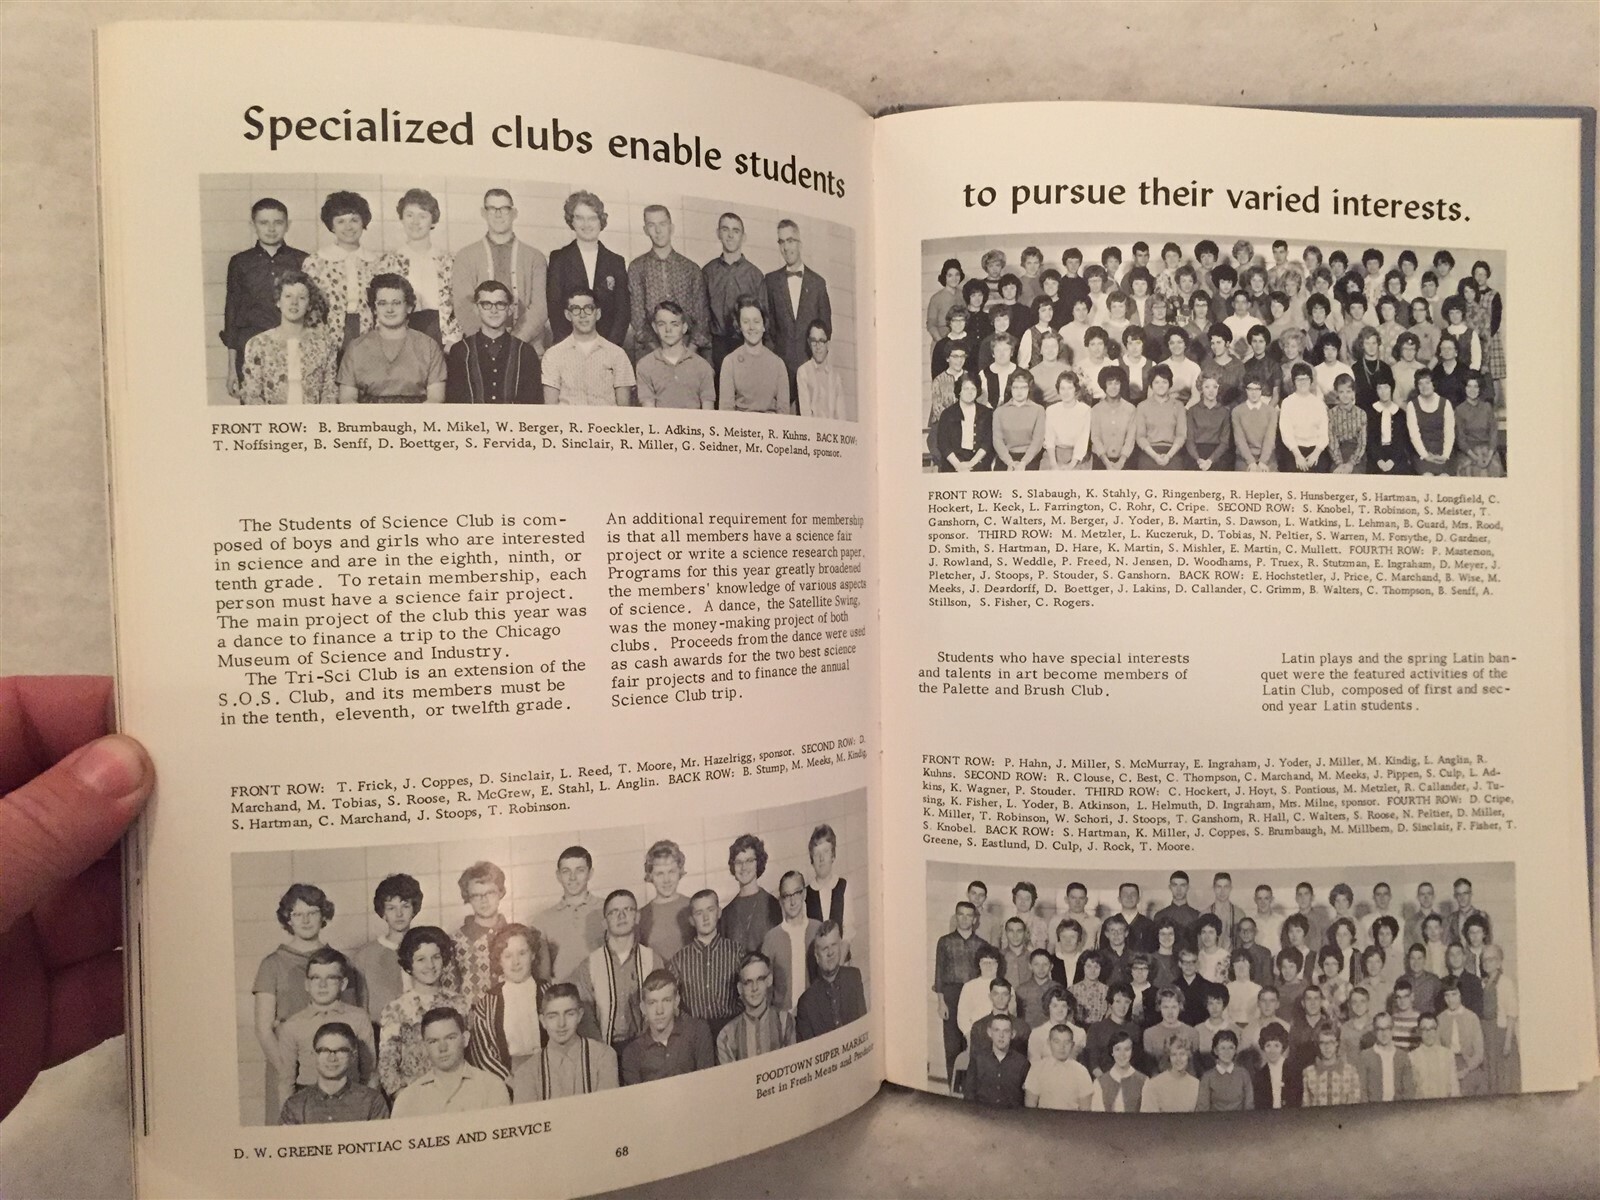 Specialized clubs enable students
FRONT ROW: B. Brumbaugh, M. Mikel, W. Berger, R. Foeckler, L. Adkins, S. Meister, R. Kuhns. BACK ROW:
T. Noffsinger, B. Senff, D. Boettger, S. Fervida, D. Sinclair, R. Miller, G. Seidner, Mr. Copeland, sponsor.
The Students of Science Club is com-
posed of boys and girls who are interested
in science and are in the eighth, ninth, or
tenth grade. To retain membership, each
person must have a science fair project.
The main project of the club this year was
a dance to finance a trip to the Chicago
Museum of Science and Industry.
The Tri-Sci Club is an extension of the
S.O.S. Club, and its members must be
in the tenth, eleventh, or twelfth grade.
An additional requirement for membership
is that all members have a science fair
project or write a science research paper.
Programs for this year greatly broadened
the members' knowledge of various aspects
of science. A dance, the Satellite Swing,
was the money-making project of both
clubs. Proceeds from the dance were used
as cash awards for the two best science
fair projects and to finance the annual
Science Club trip.
FRONT ROW: T. Frick, J. Coppes, D. Sinclair, L. Reed, T. Moore, Mr. Hazelrigg, sponsor. SECOND ROW: D.
Marchand, M. Tobias, S. Roose, R. McGrew, E. Stahl, L. Anglin. BACK ROW: B. Stump, M. Meeks, M. Kindig,
S. Hartman, C. Marchand, J. Stoops, T. Robinson.
FOODTOWN SUPER MARKET
Best in Fresh Meats and Produce
D. W. GREENE PONTIAC SALES AND SERVICE
68
to pursue their varied interests.
FRONT ROW: S. Slabaugh, K. Stahly, G. Ringenberg, R. Hepler, S. Hunsberger, S. Hartman, J. Longfield, C.
Hockert, L. Keck, L. Farrington, C. Rohr, C. Cripe. SECOND ROW: S. Knobel, T. Robinson, S. Meister, T.
Ganshorn, C. Walters, M. Berger, J. Yoder, B. Martin, S. Dawson, L. Watkins, L. Lehman, B. Guard, Mrs. Rood,
sponsor. THIRD ROW: M. Metzler, L. Kuczeruk, D. Tobias, N. Peltier, S. Warren, M. Forsythe, D. Gardner,
D. Smith, S. Hartman, D. Hare, K. Martin, S. Mishler, E. Martin, C. Mullett. FOURTH ROW: P. Masterson,
J. Rowland, S. Weddle, P. Freed, N. Jensen, D. Woodhams, P. Truex, R. Stutzman, E. Ingraham, D. Meyer, J.
Pletcher, J. Stoops, P. Stouder, S. Ganshorn. BACK ROW: E. Hochstetler, J. Price, C. Marchand, B. Wise, M.
Meeks, J. Deardorff, D. Boettger, J. Lakins, D. Callander, C. Grimm, B. Walters, C. Thompson, B. Senff, A.
Stillson, S. Fisher, C. Rogers.
Students who have special interests
and talents in art become members of
the Palette and Brush Club.
Latin plays and the spring Latin ban-
quet were the featured activities of the
Latin Club, composed of first and sec-
ond year Latin students.
FRONT ROW: P. Hahn, J. Miller, S. McMurray, E. Ingraham, J. Yoder, J. Miller, M. Kindig, L. Anglin, R.
Kuhns. SECOND ROW: R. Clouse, C. Best, C. Thompson, C. Marchand, M. Meeks, J. Pippen, S. Culp, L. Ad-
kins, K. Wagner, P. Stouder. THIRD ROW: C. Hockert, J. Hoyt, S. Pontious, M. Metzler, R. Callander, J. Tu-
sing, K. Fisher, L. Yoder, B. Atkinson, L. Helmuth, D. Ingraham, Mrs. Milne, sponsor. FOURTH ROW: D. Cripe,
K. Miller, T. Robinson, W. Schori, J. Stoops, T. Ganshorn, R. Hall, C. Walters, S. Roose, N. Peltier, D. Miller,
S. Knobel. BACK ROW: S. Hartman, K. Miller, J. Coppes, S. Brumbaugh, M. Millbern, D. Sinclair, F. Fisher, T.
Greene, S. Eastlund, D. Culp, J. Rock, T. Moore.